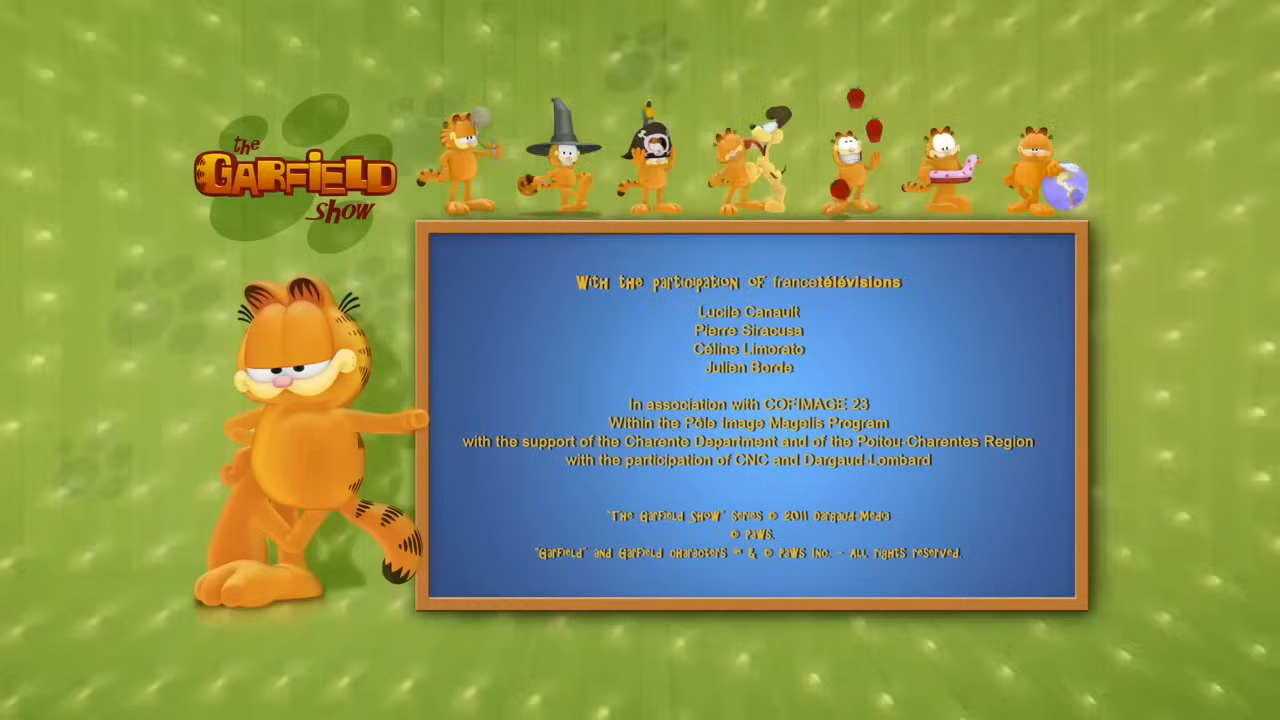 the
GARFIELD
show
With the participation of francetélévisions
Lucile Canault
Pierre Siracusa
Céline Limorato
Julien Borde
In association with COFIMAGE 23
Within the Pôle Image Magelis Program
with the support of the Charente Department and of the Poitou-Charentes Region
with the participation of CNC and Dargaud-Lombard
"The Garfield Show" series © 2011 Dargaud-Media
© PAWS.
"Garfield" and Garfield characters ™ & © PAWS Inc. - All rights reserved.